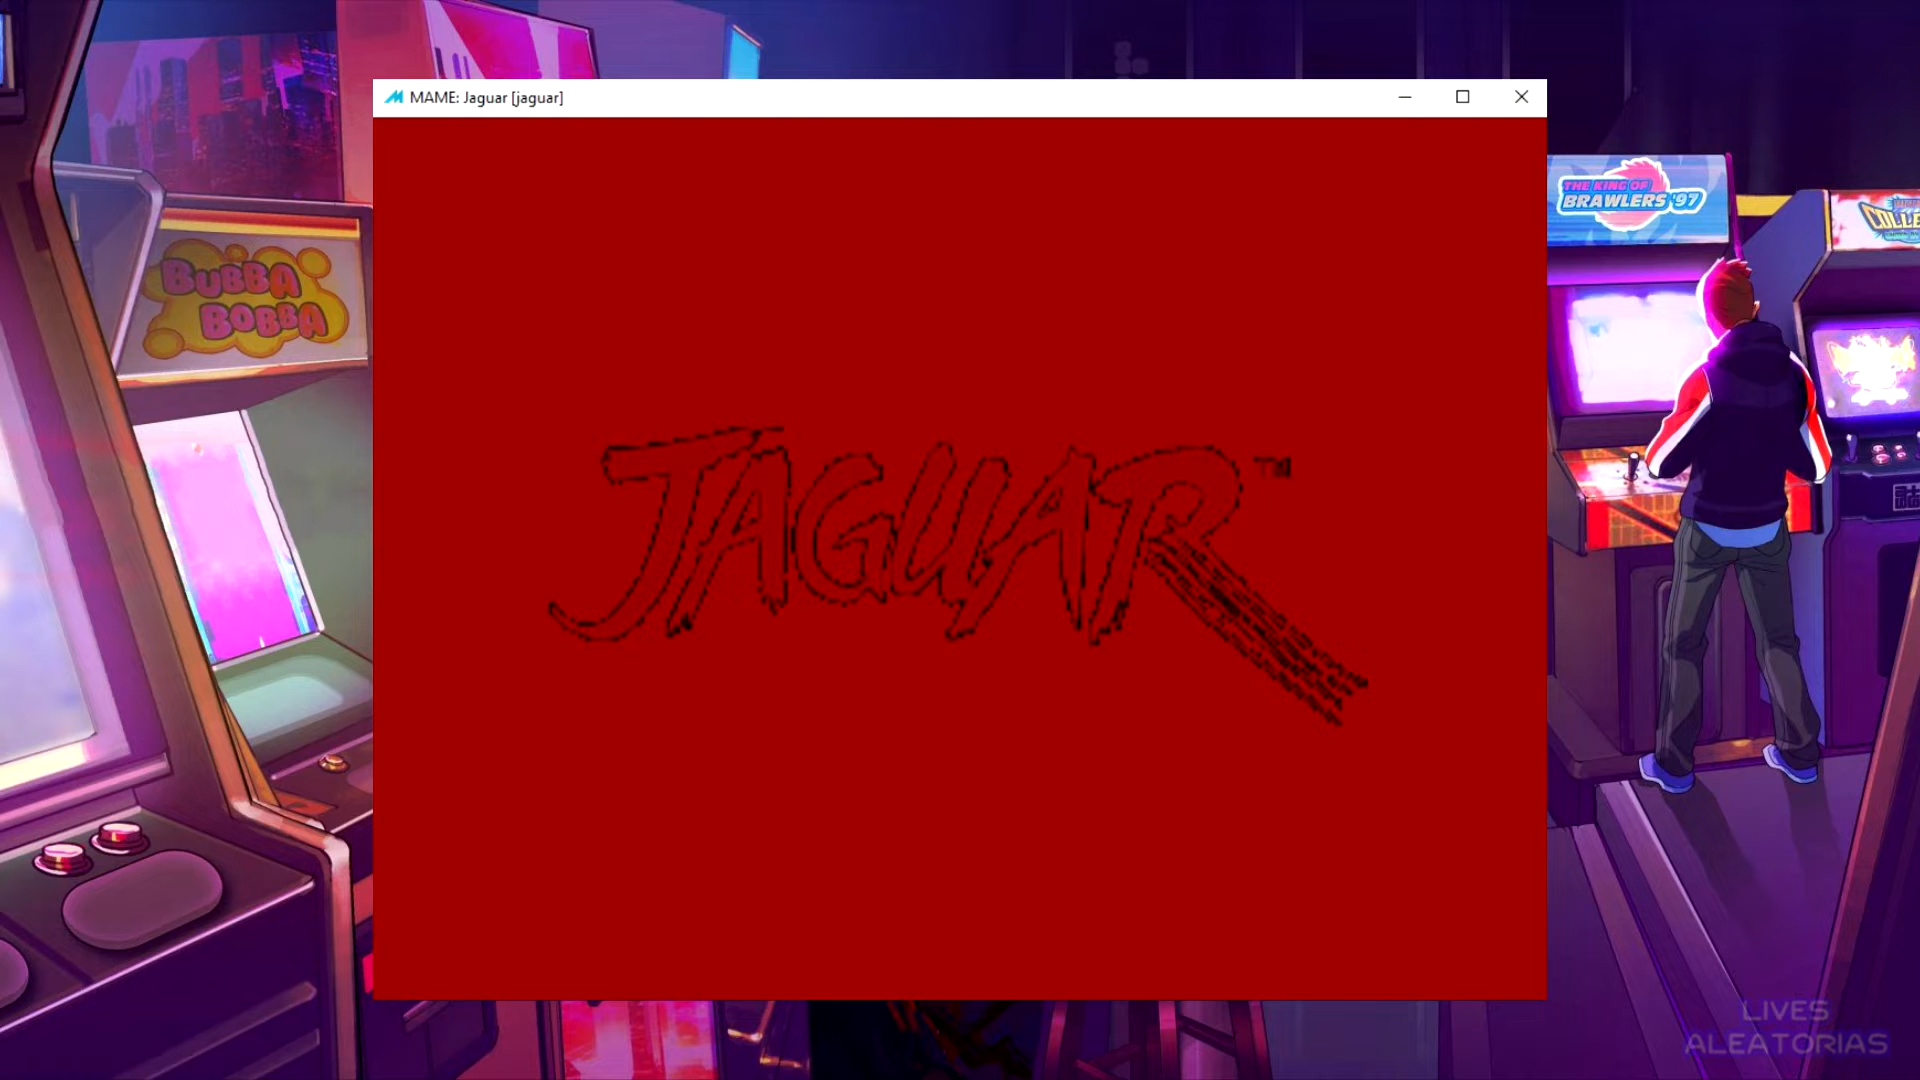 MAME: Jaguar [jaguar]
JAGUAR™
BUBBA
BOBBA
THE KING OF
BRAWLERS '97
LIVES
ALEATORIAS